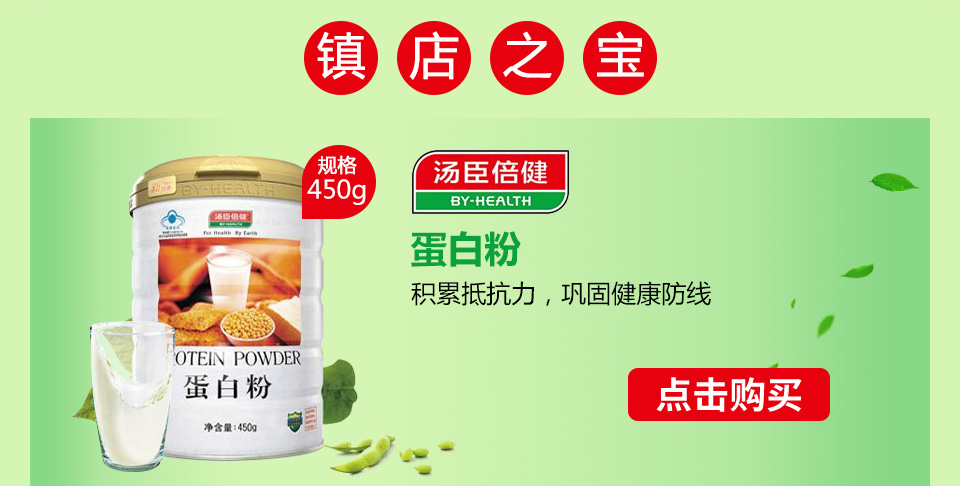 镇店之宝
规格
450g
汤臣倍健
BY-HEALTH
蛋白粉
积累抵抗力，巩固健康防线
点击购买
BY-HEALTH
汤臣倍健
BY-HEALTH
For Health By Earth
OTEIN POWDER
蛋白粉
净含量:450g